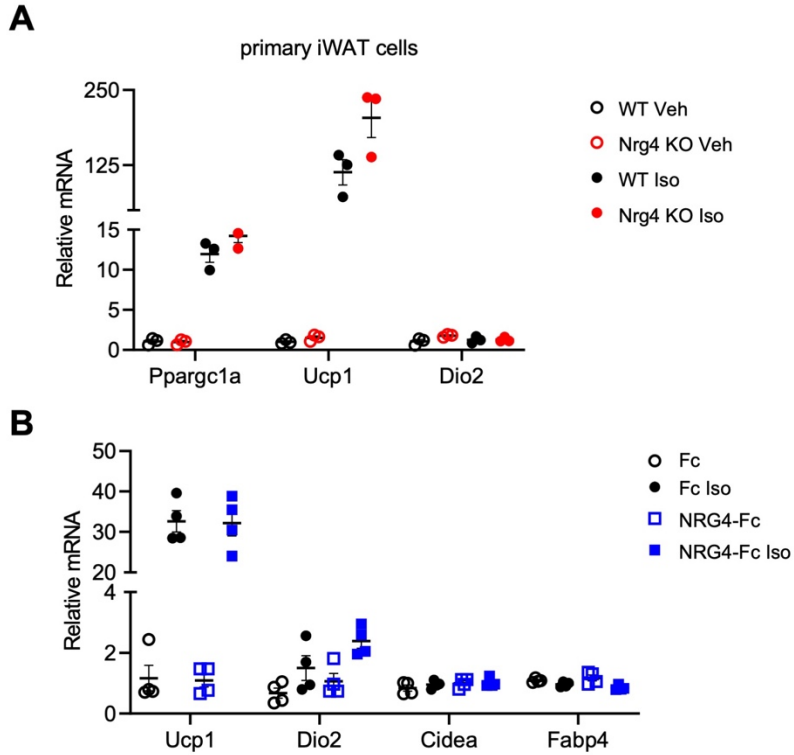 A
primary iWAT cells
Relative mRNA
250
125
15
10
5
0
Ppargc1a Ucp1 Dio2
WT Veh
Nrg4 KO Veh
WT Iso
Nrg4 KO Iso
B
Relative mRNA
50
40
30
20
4
2
0
Ucp1 Dio2 Cidea Fabp4
Fc
Fc Iso
NRG4-Fc
NRG4-Fc Iso